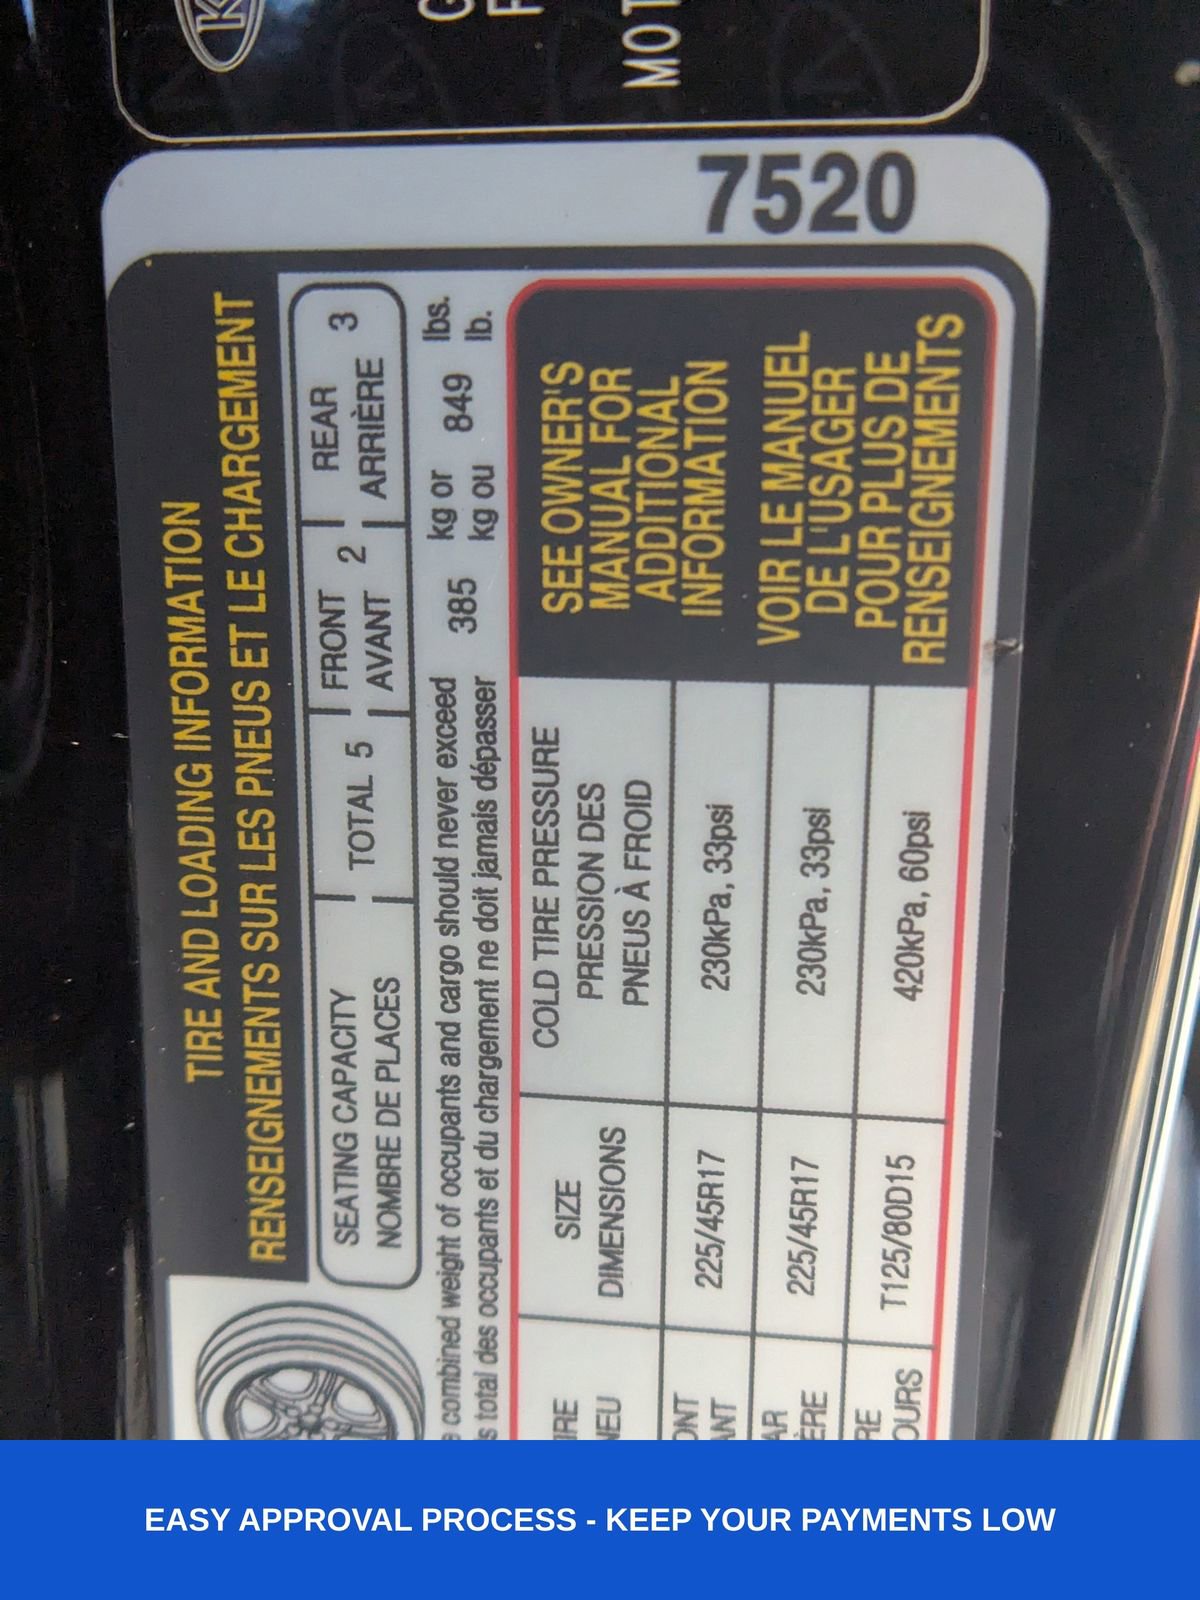 MOT
7520
TIRE AND LOADING INFORMATION
RENSEIGNEMENTS SUR LES PNEUS ET LE CHARGEMENT
SEATING CAPACITY
NOMBRE DE PLACES
TOTAL 5
FRONT
AVANT 2
REAR
ARRIÈRE 3
combined weight of occupants and cargo should never exceed 385 kg or 849 lbs.
total des occupants et du chargement ne doit jamais dépasser kg ou lb.
SIZE
DIMENSIONS
COLD TIRE PRESSURE
PRESSION DES
PNEUS À FROID
225/45R17 230kPa, 33psi
225/45R17 230kPa, 33psi
T125/80D15 420kPa, 60psi
SEE OWNER'S
MANUAL FOR
ADDITIONAL
INFORMATION
VOIR LE MANUEL
DE L'USAGER
POUR PLUS DE
RENSEIGNEMENTS
EASY APPROVAL PROCESS - KEEP YOUR PAYMENTS LOW